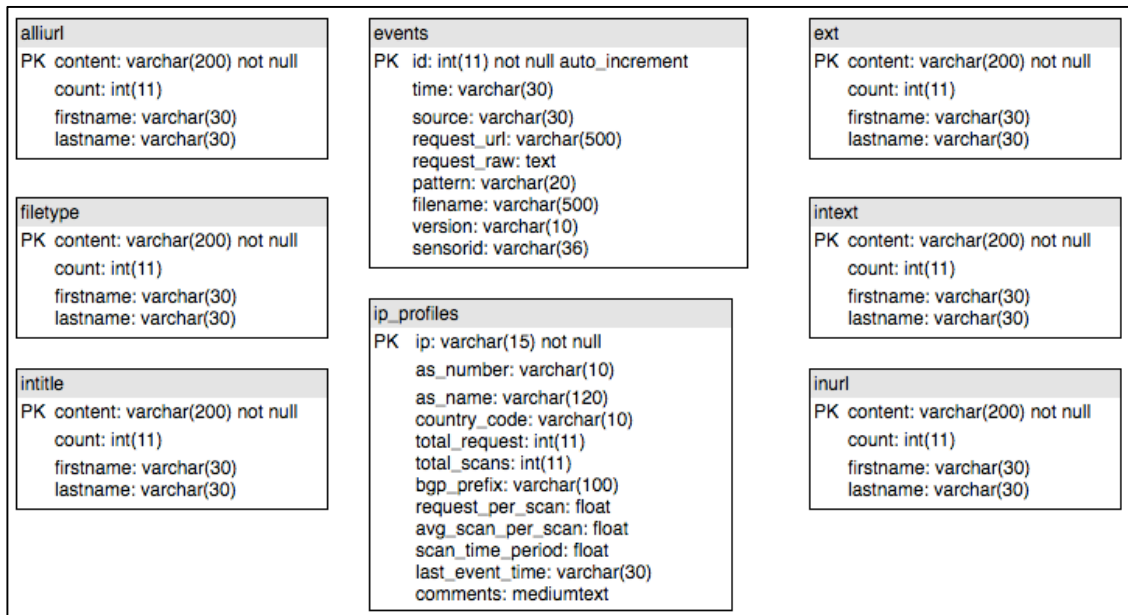 alliurl
PK content: varchar(200) not null
count: int(11)
firstname: varchar(30)
lastname: varchar(30)
filetype
PK content: varchar(200) not null
count: int(11)
firstname: varchar(30)
lastname: varchar(30)
intitle
PK content: varchar(200) not null
count: int(11)
firstname: varchar(30)
lastname: varchar(30)
events
PK id: int(11) not null auto_increment
time: varchar(30)
source: varchar(30)
request_url: varchar(500)
request_raw: text
pattern: varchar(20)
filename: varchar(500)
version: varchar(10)
sensorid: varchar(36)
ip_profiles
PK ip: varchar(15) not null
as_number: varchar(10)
as_name: varchar(120)
country_code: varchar(10)
total_request: int(11)
total_scans: int(11)
bgp_prefix: varchar(100)
request_per_scan: float
avg_scan_per_scan: float
scan_time_period: float
last_event_time: varchar(30)
comments: mediumtext
ext
PK content: varchar(200) not null
count: int(11)
firstname: varchar(30)
lastname: varchar(30)
intext
PK content: varchar(200) not null
count: int(11)
firstname: varchar(30)
lastname: varchar(30)
inurl
PK content: varchar(200) not null
count: int(11)
firstname: varchar(30)
lastname: varchar(30)